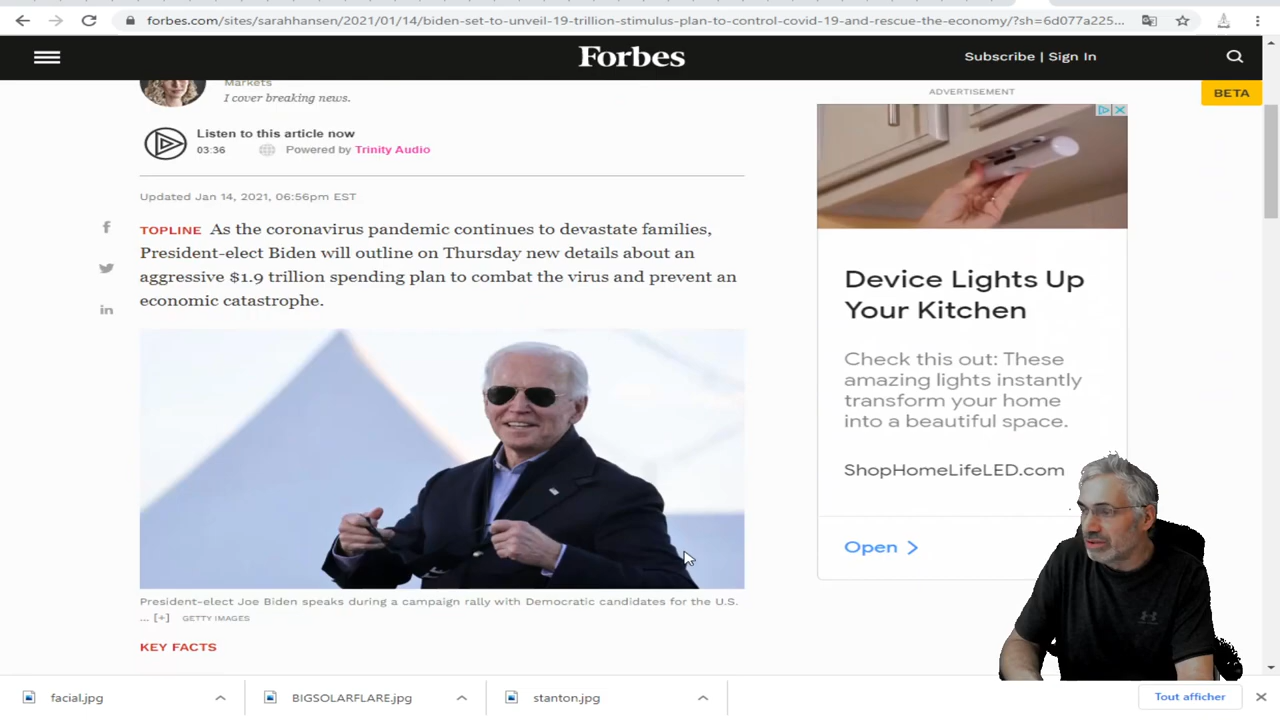 forbes.com/sites/sarahhansen/2021/01/14/biden-set-to-unveil-19-trillion-stimulus-plan-to-control-covid-19-and-rescue-the-economy/?sh=6d077a225...
Forbes
Subscribe | Sign In
Markets
I cover breaking news.
ADVERTISEMENT
BETA
Listen to this article now
03:36
Powered by Trinity Audio
Updated Jan 14, 2021, 06:56pm EST
TOPLINE As the coronavirus pandemic continues to devastate families,
President-elect Biden will outline on Thursday new details about an
aggressive $1.9 trillion spending plan to combat the virus and prevent an
economic catastrophe.
President-elect Joe Biden speaks during a campaign rally with Democratic candidates for the U.S.
... [+] GETTY IMAGES
KEY FACTS
Device Lights Up
Your Kitchen
Check this out: These
amazing lights instantly
transform your home
into a beautiful space.
ShopHomeLifeLED.com
Open >
facial.jpg
BIGSOLARFLARE.jpg
stanton.jpg
Tout afficher